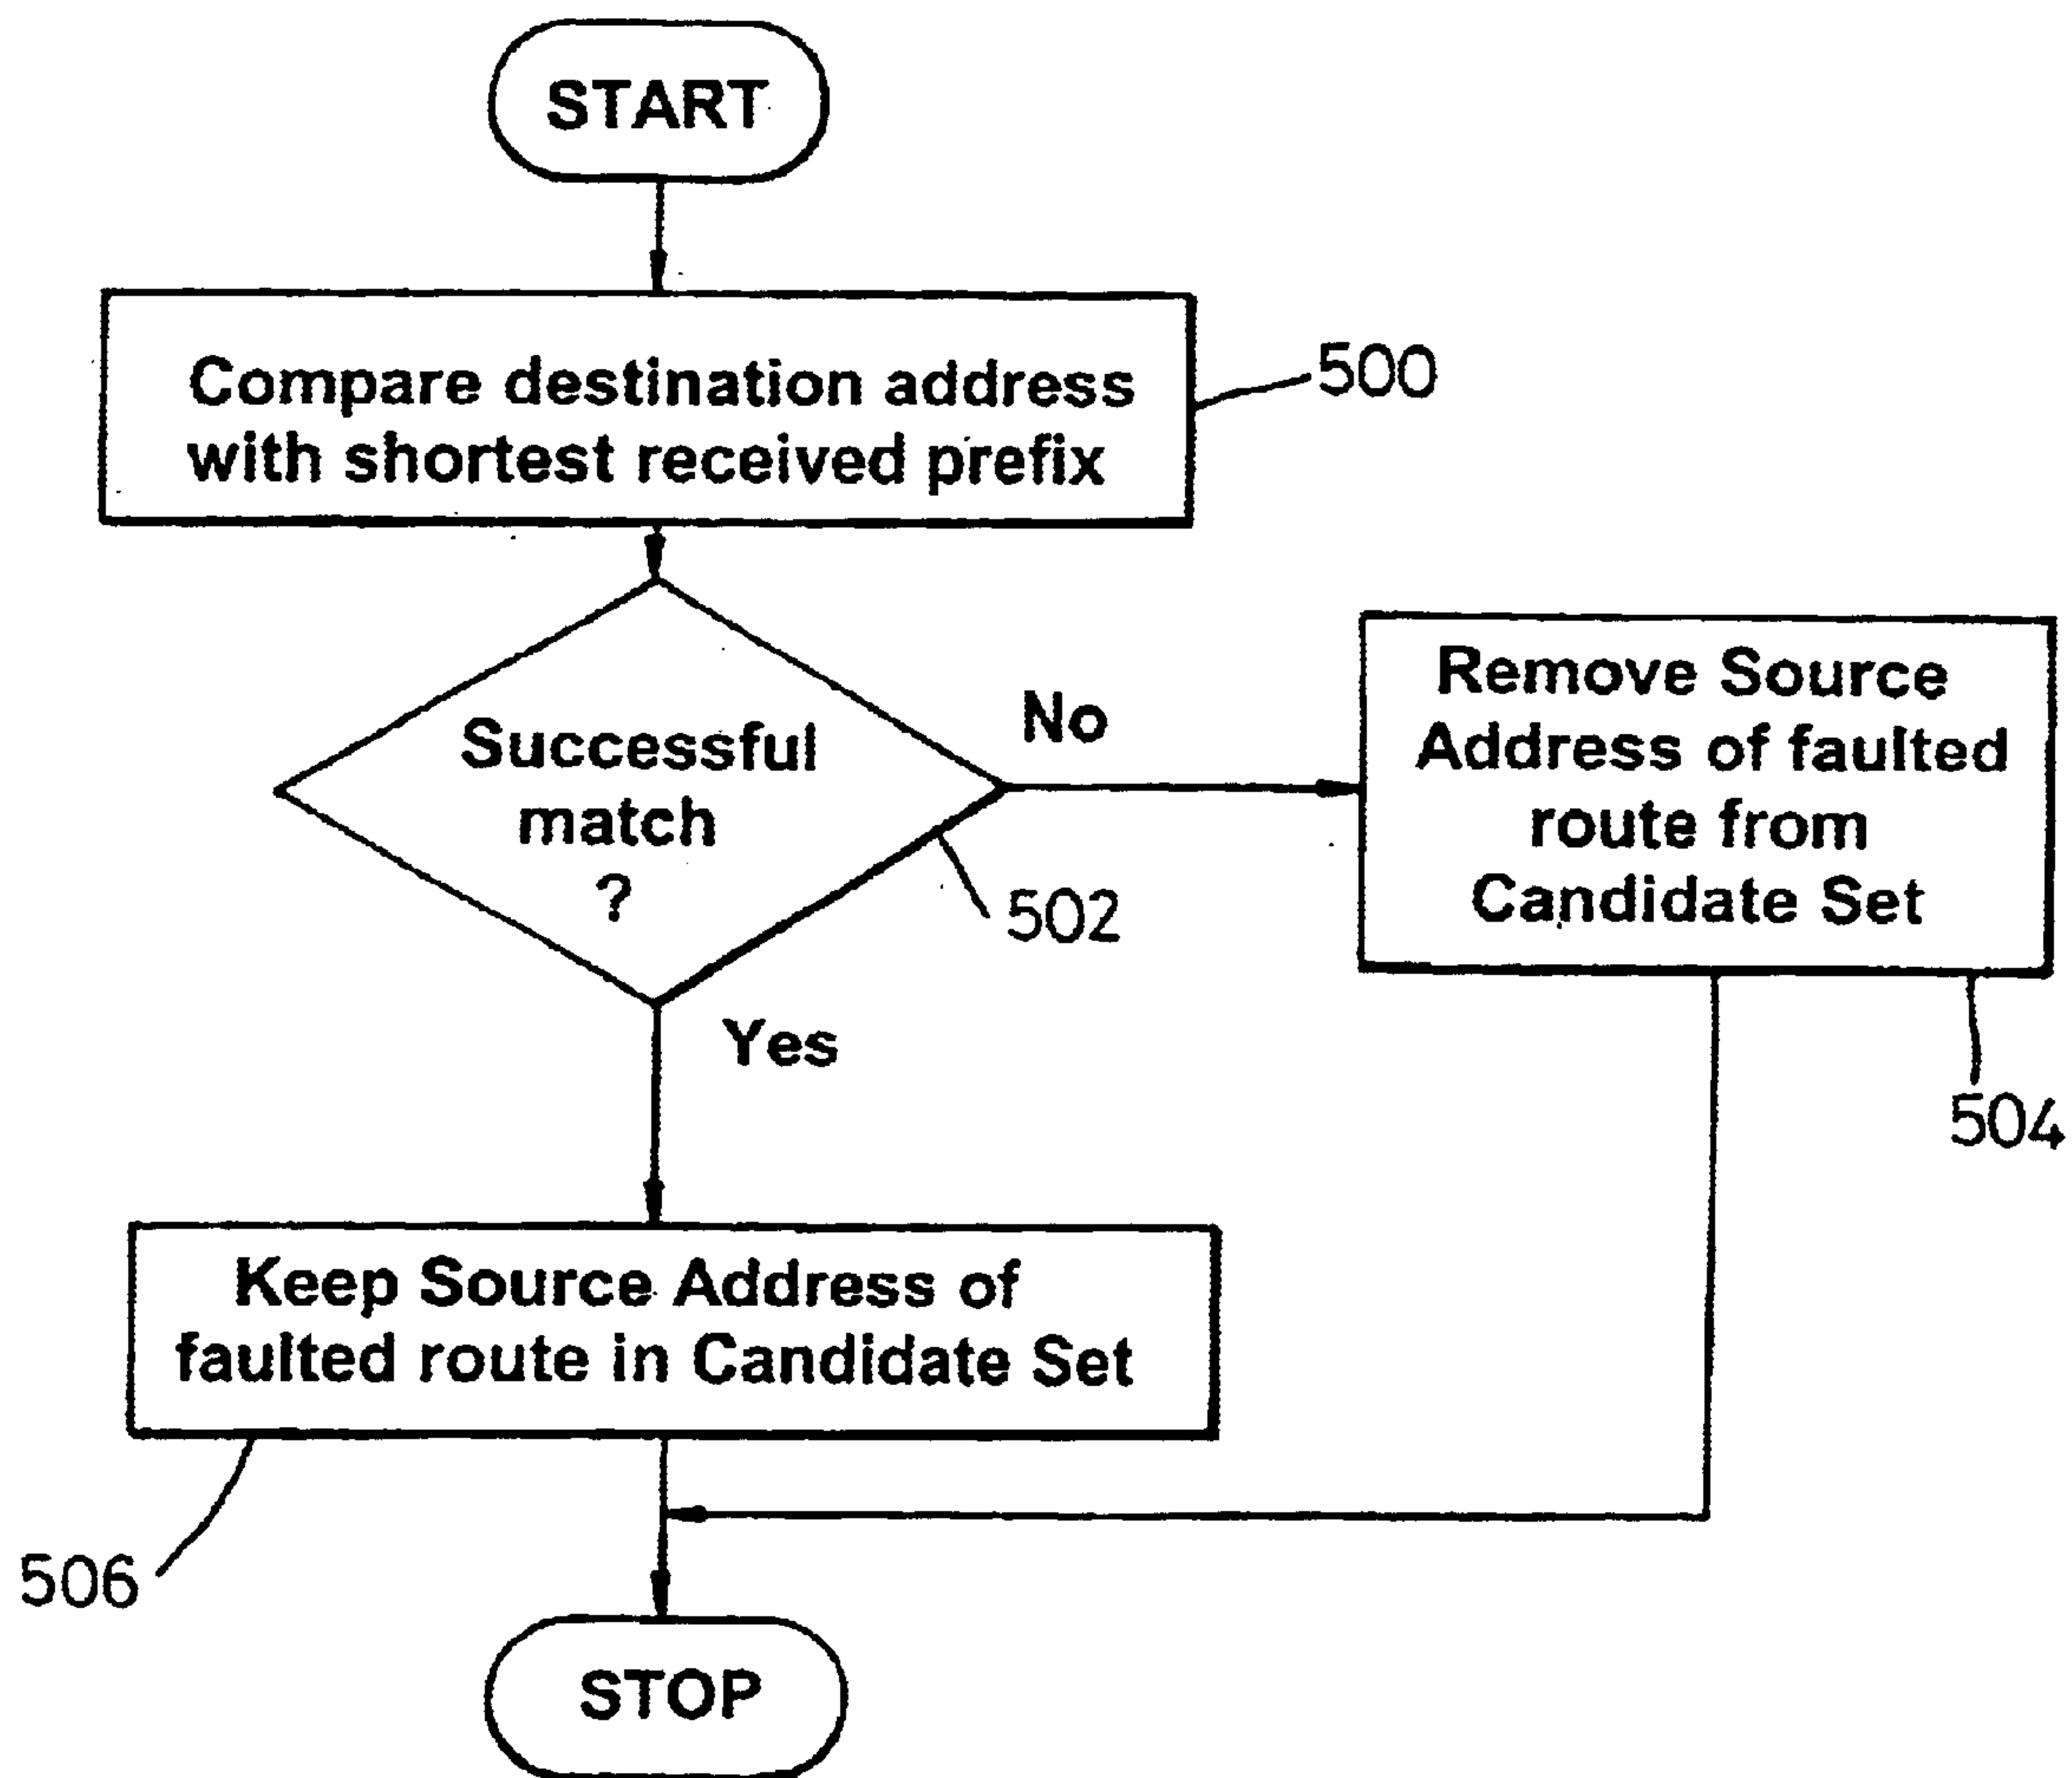 START
Compare destination address
with shortest received prefix
500
Successful
match
?
No
502
Remove Source
Address of faulted
route from
Candidate Set
504
Yes
Keep Source Address of
faulted route in Candidate Set
506
STOP